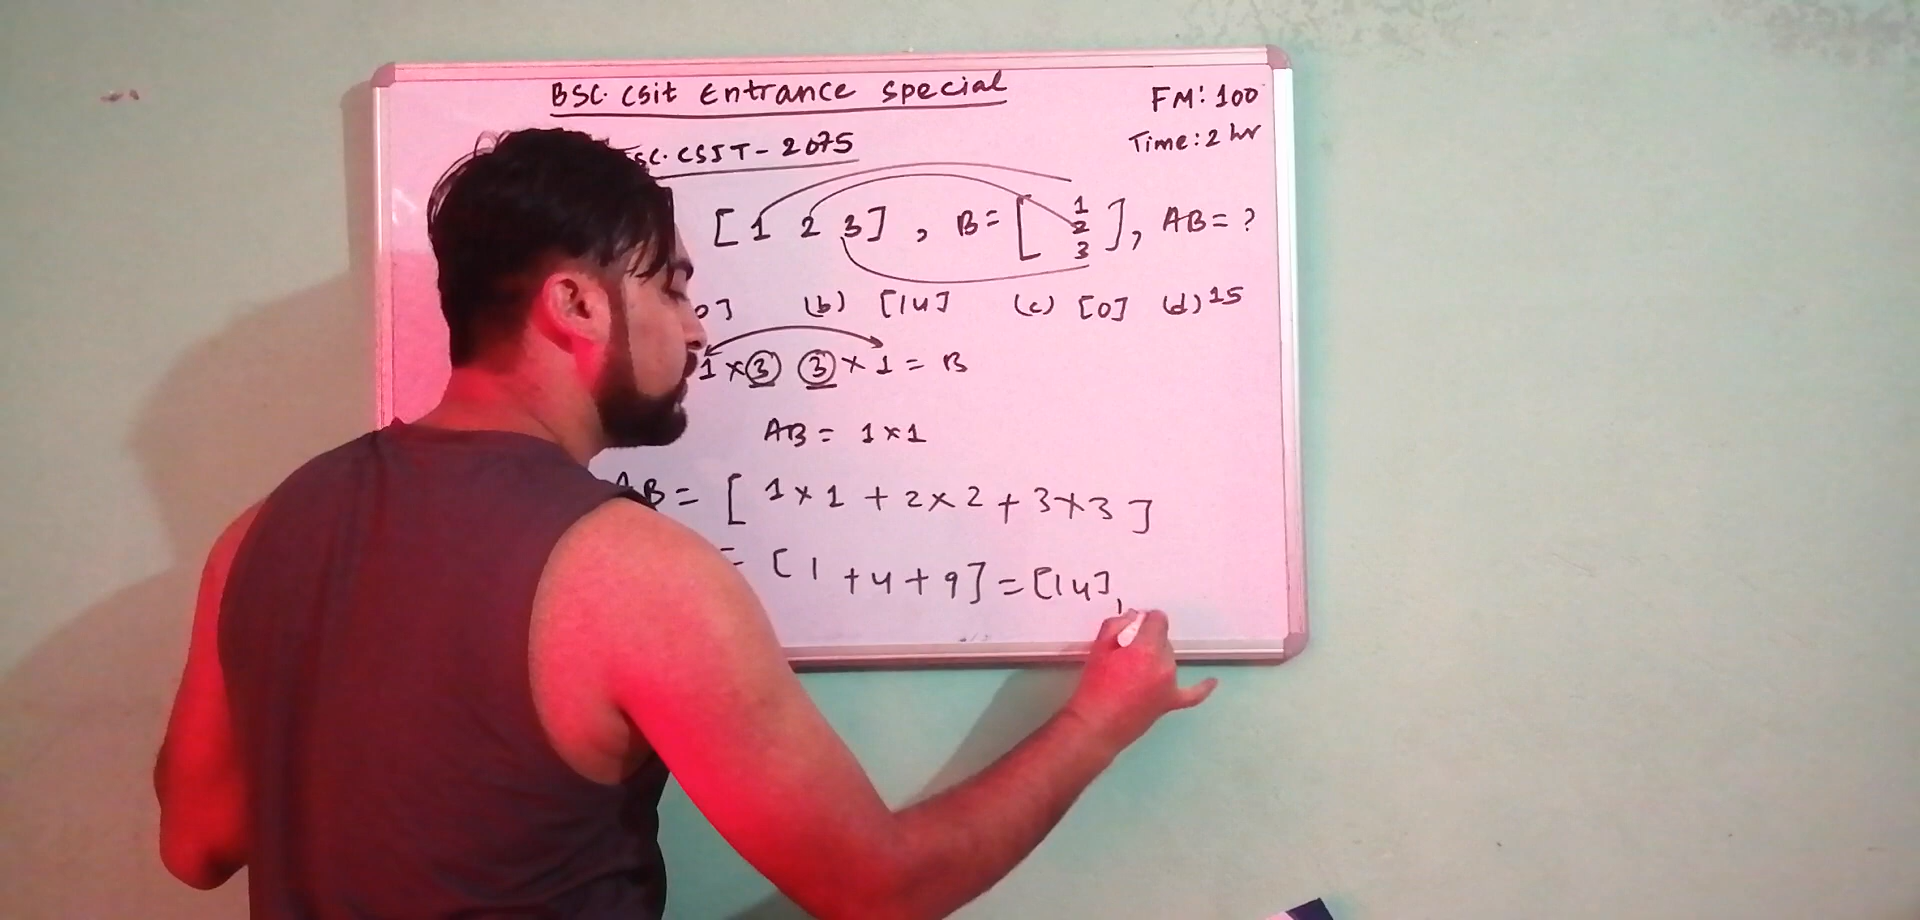 BSC. CSit Entrance Special
FM: 100
Time: 2 hr
BSC. CSIT - 2075
[1 2 3], B = [1 2 3], AB = ?
0] (b) [14] (c) [0] (d) 15
1 × 3 3 × 1 = B
AB = 1×1
AB = [1×1 + 2×2 + 3×3]
= [1 + 4 + 9] = [14]